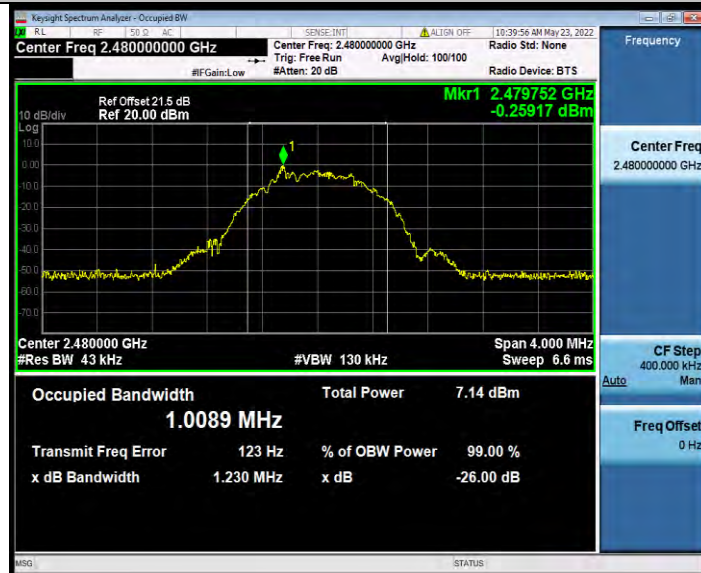 Keysight Spectrum Analyzer - Occupied BW
RL RF 50 Ω AC SENSE:INT ALIGN OFF 10:39:56 AM May 23, 2022
Center Freq 2.480000000 GHz Center Freq: 2.480000000 GHz Radio Std: None
Trig: Free Run Avg|Hold: 100/100
#IFGain:Low #Atten: 20 dB Radio Device: BTS
Frequency
Ref Offset 21.5 dB Mkr1 2.479752 GHz
10 dB/div Ref 20.00 dBm -0.25917 dBm
Log
10.0
1
0.00
-10.0
-20.0
-30.0
-40.0
-50.0
-60.0
-70.0
Center 2.480000 GHz Span 4.000 MHz
#Res BW 43 kHz #VBW 130 kHz Sweep 6.6 ms
Occupied Bandwidth Total Power 7.14 dBm
1.0089 MHz
Transmit Freq Error 123 Hz % of OBW Power 99.00 %
x dB Bandwidth 1.230 MHz x dB -26.00 dB
Center Freq
2.480000000 GHz
CF Step
400.000 kHz
Auto Man
Freq Offset
0 Hz
MSG STATUS